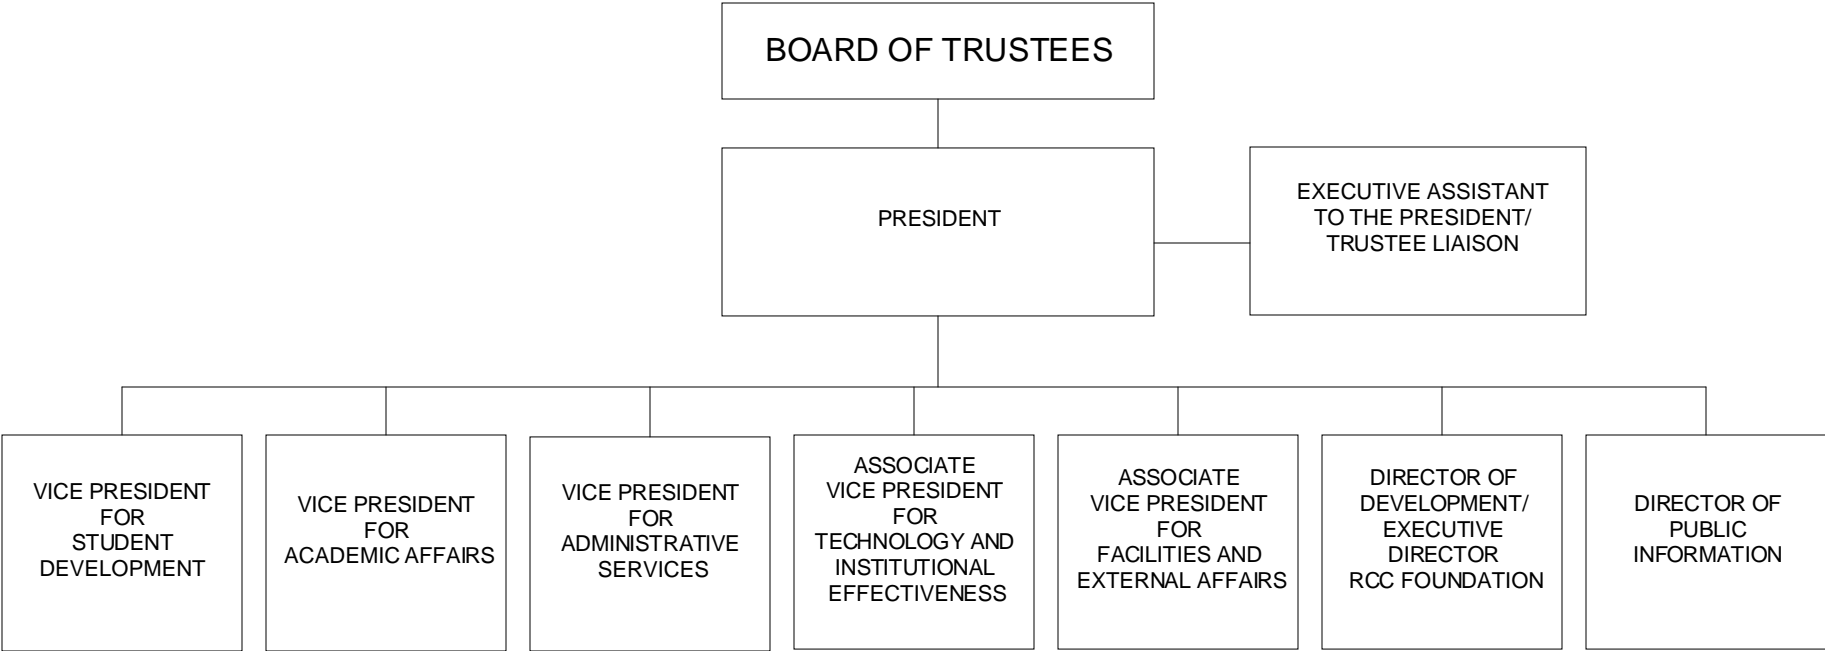 BOARD OF TRUSTEES
PRESIDENT
EXECUTIVE ASSISTANT
TO THE PRESIDENT/
TRUSTEE LIAISON
VICE PRESIDENT
FOR
STUDENT
DEVELOPMENT
VICE PRESIDENT
FOR
ACADEMIC AFFAIRS
VICE PRESIDENT
FOR
ADMINISTRATIVE
SERVICES
ASSOCIATE
VICE PRESIDENT
FOR
TECHNOLOGY AND
INSTITUTIONAL
EFFECTIVENESS
ASSOCIATE
VICE PRESIDENT
FOR
FACILITIES AND
EXTERNAL AFFAIRS
DIRECTOR OF
DEVELOPMENT/
EXECUTIVE
DIRECTOR
RCC FOUNDATION
DIRECTOR OF
PUBLIC
INFORMATION